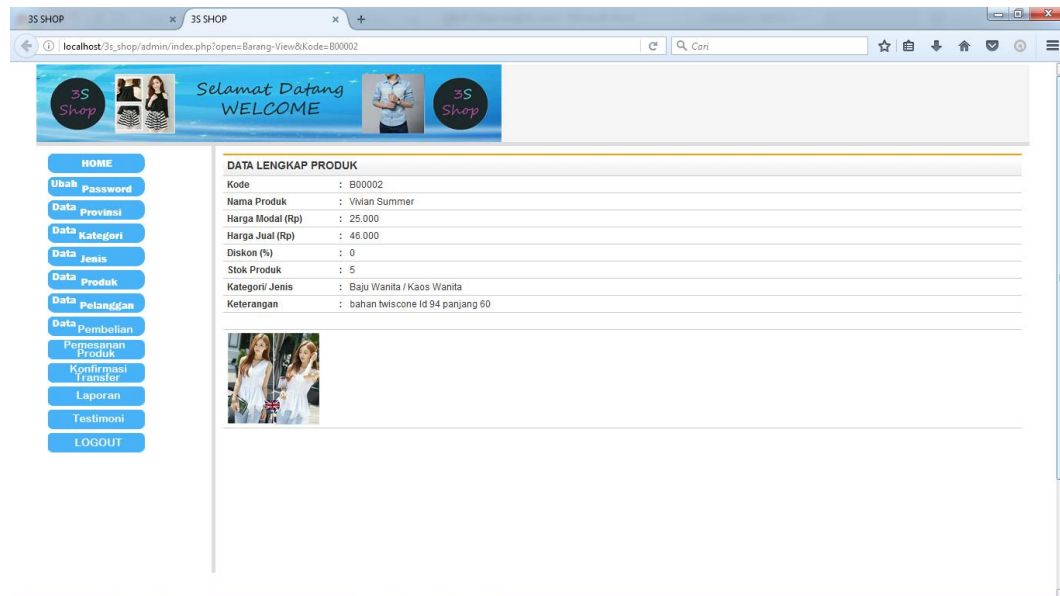 3S SHOP
3S SHOP
localhost/3s_shop/admin/index.php?open=Barang-View&Kode=B00002
Cari
3S
Shop
Selamat Datang
WELCOME
3S
Shop
HOME
Ubah Password
Data Provinsi
Data Kategori
Data Jenis
Data Produk
Data Pelanggan
Data Pembelian
Pemesanan
Produk
Konfirmasi
Transfer
Laporan
Testimoni
LOGOUT
DATA LENGKAP PRODUK
Kode : B00002
Nama Produk : Vivian Summer
Harga Modal (Rp) : 25.000
Harga Jual (Rp) : 46.000
Diskon (%) : 0
Stok Produk : 5
Kategori/ Jenis : Baju Wanita / Kaos Wanita
Keterangan : bahan twiscone ld 94 panjang 60